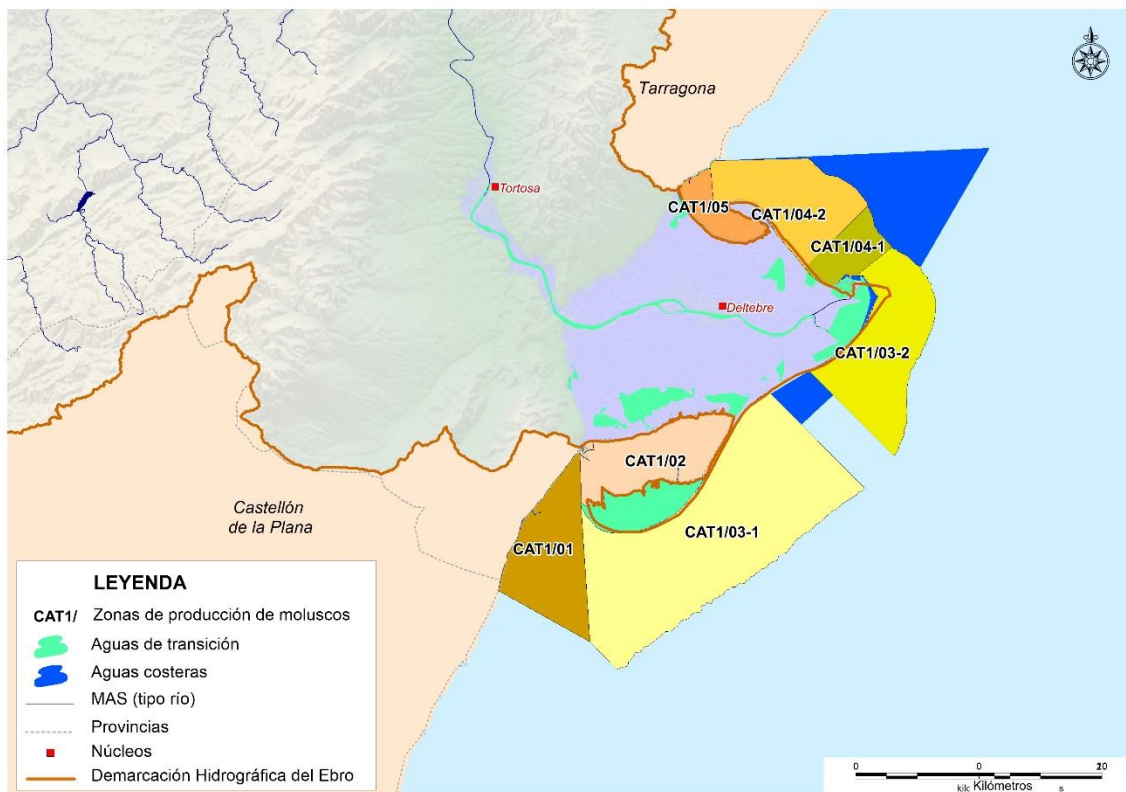 Tarragona
Tortosa
CAT1/05
CAT1/04-2
CAT1/04-1
Deltebre
CAT1/03-2
CAT1/02
Castellón
de la Plana
CAT1/01
CAT1/03-1
LEYENDA
CAT1/ Zonas de producción de moluscos
Aguas de transición
Aguas costeras
MAS (tipo río)
Provincias
Núcleos
Demarcación Hidrográfica del Ebro
0 0
Kilómetros